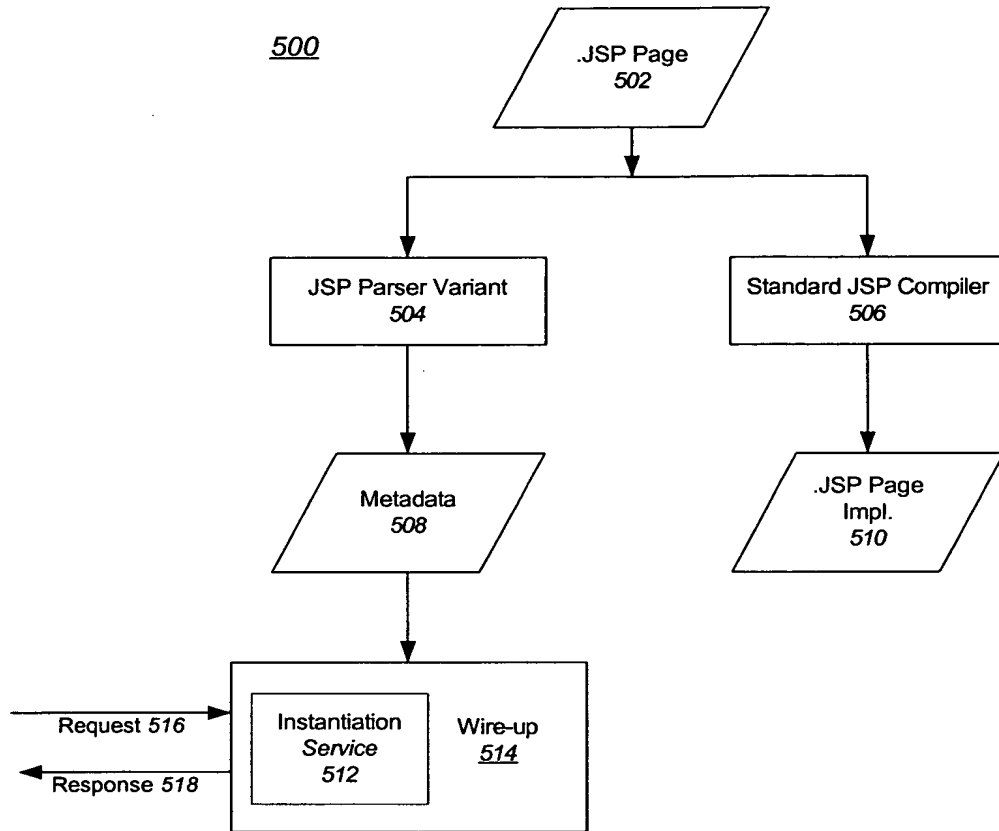 500
.JSP Page
502
JSP Parser Variant
504
Standard JSP Compiler
506
Metadata
508
.JSP Page
Impl.
510
Request 516
Response 518
Instantiation
Service
512
Wire-up
514